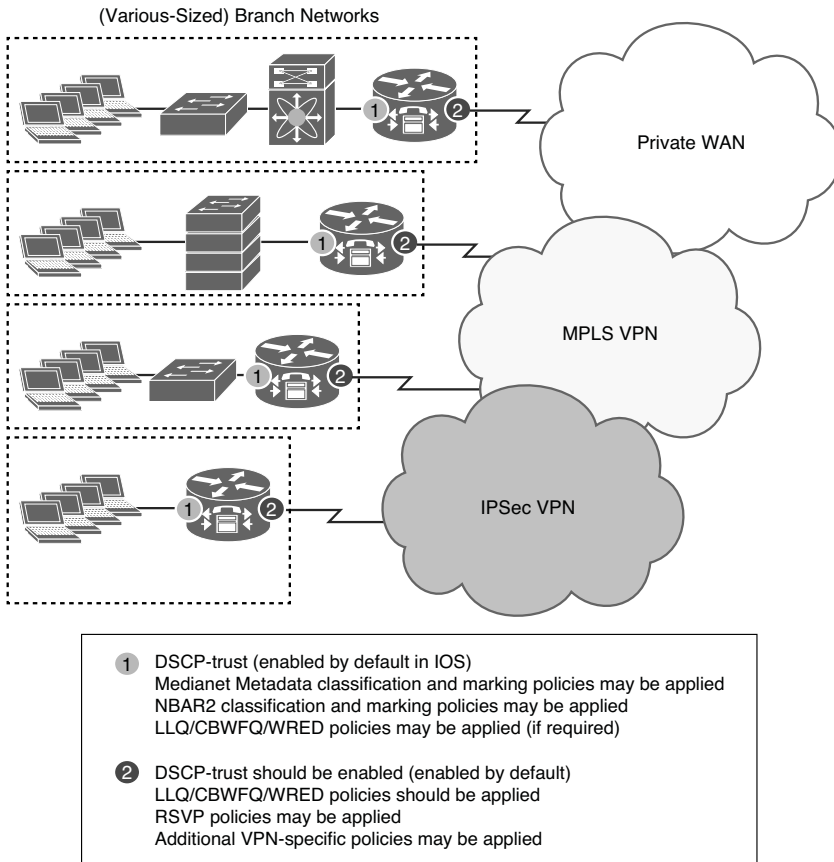 (Various-Sized) Branch Networks
1
2
Private WAN
1
2
MPLS VPN
1
2
1
2
IPSec VPN
1 DSCP-trust (enabled by default in IOS)
Medianet Metadata classification and marking policies may be applied
NBAR2 classification and marking policies may be applied
LLQ/CBWFQ/WRED policies may be applied (if required)
2 DSCP-trust should be enabled (enabled by default)
LLQ/CBWFQ/WRED policies should be applied
RSVP policies may be applied
Additional VPN-specific policies may be applied